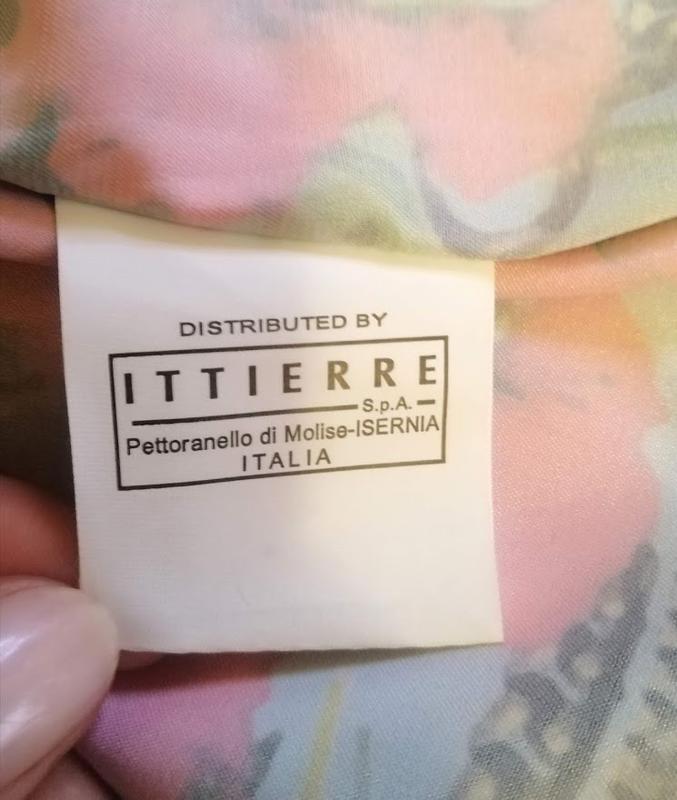 DISTRIBUTED BY
ITTIERRE
S.p.A.
Pettoranello di Molise-ISERNIA
ITALIA